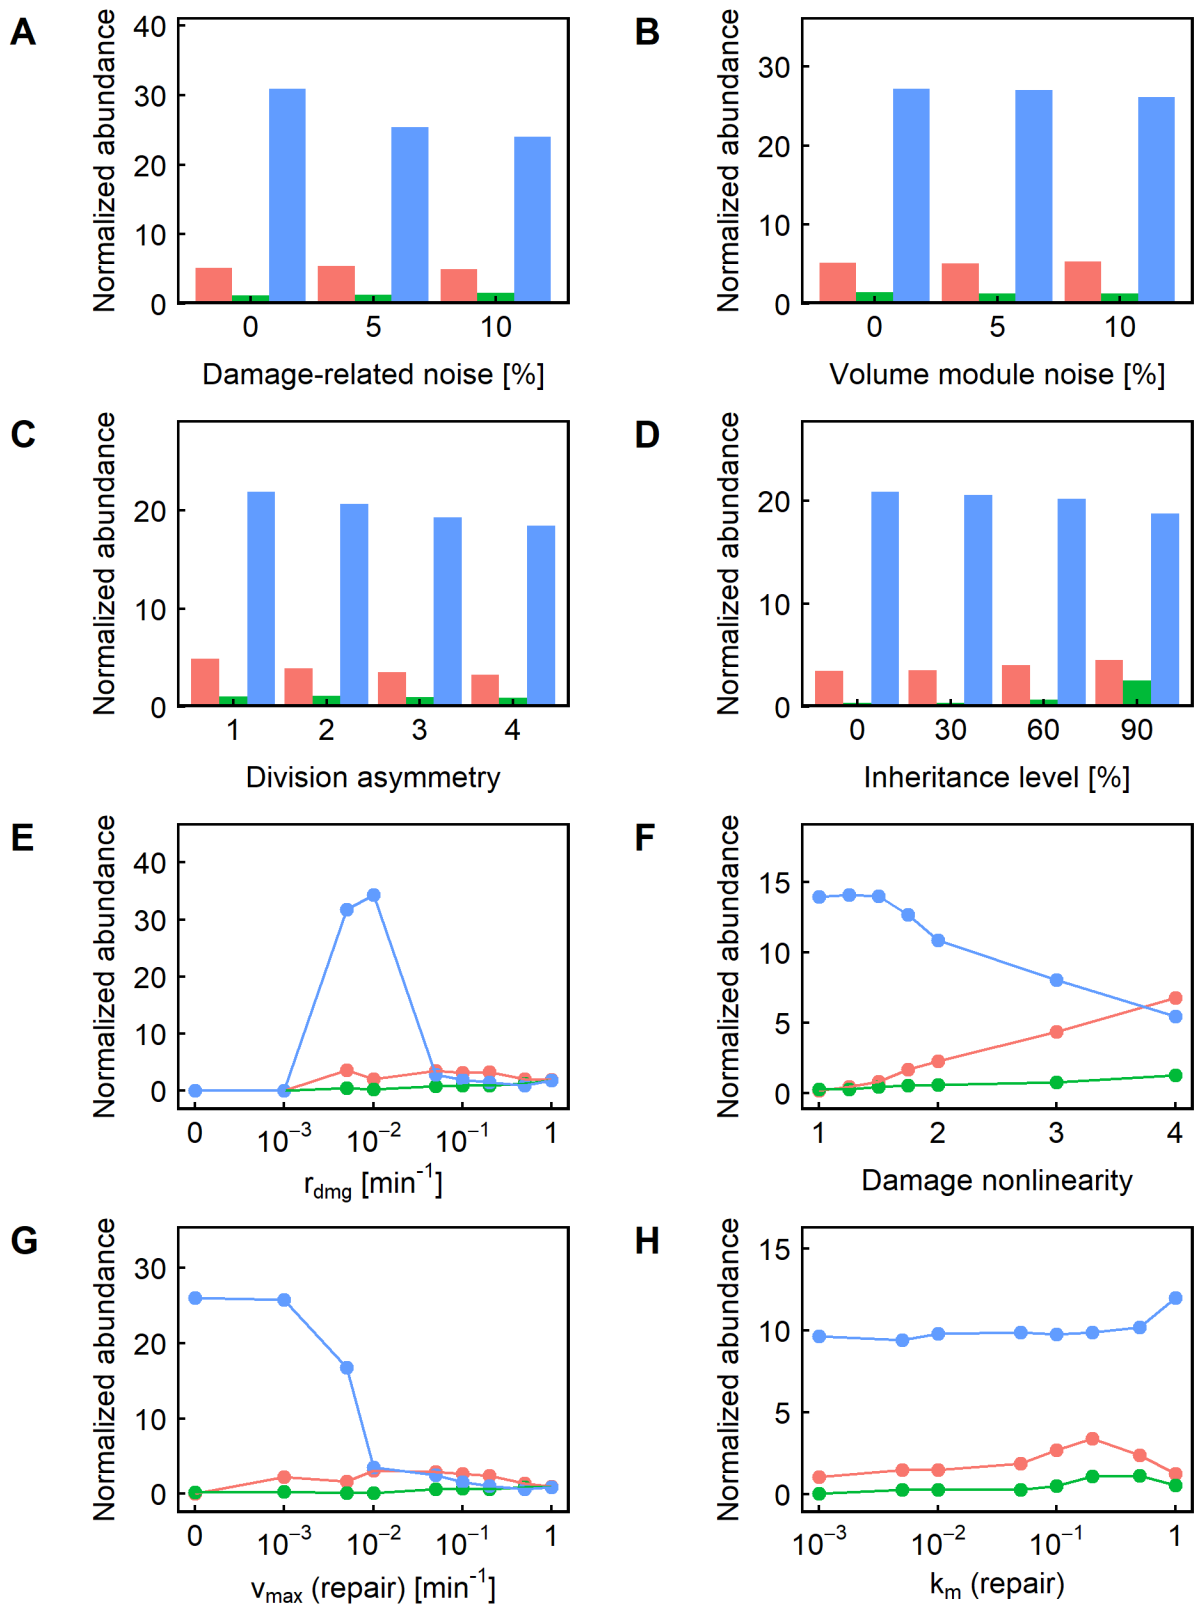 A
Normalized abundance
40
30
20
10
0
0 5 10
Damage-related noise [%]
B
Normalized abundance
30
20
10
0
0 5 10
Volume module noise [%]
C
Normalized abundance
20
10
0
1 2 3 4
Division asymmetry
D
Normalized abundance
20
10
0
0 30 60 90
Inheritance level [%]
E
Normalized abundance
40
30
20
10
0
0 10⁻³ 10⁻² 10⁻¹ 1
r_dmg [min⁻¹]
F
Normalized abundance
15
10
5
0
1 2 3 4
Damage nonlinearity
G
Normalized abundance
30
20
10
0
0 10⁻³ 10⁻² 10⁻¹ 1
v_max (repair) [min⁻¹]
H
Normalized abundance
15
10
5
0
10⁻³ 10⁻² 10⁻¹ 1
k_m (repair)